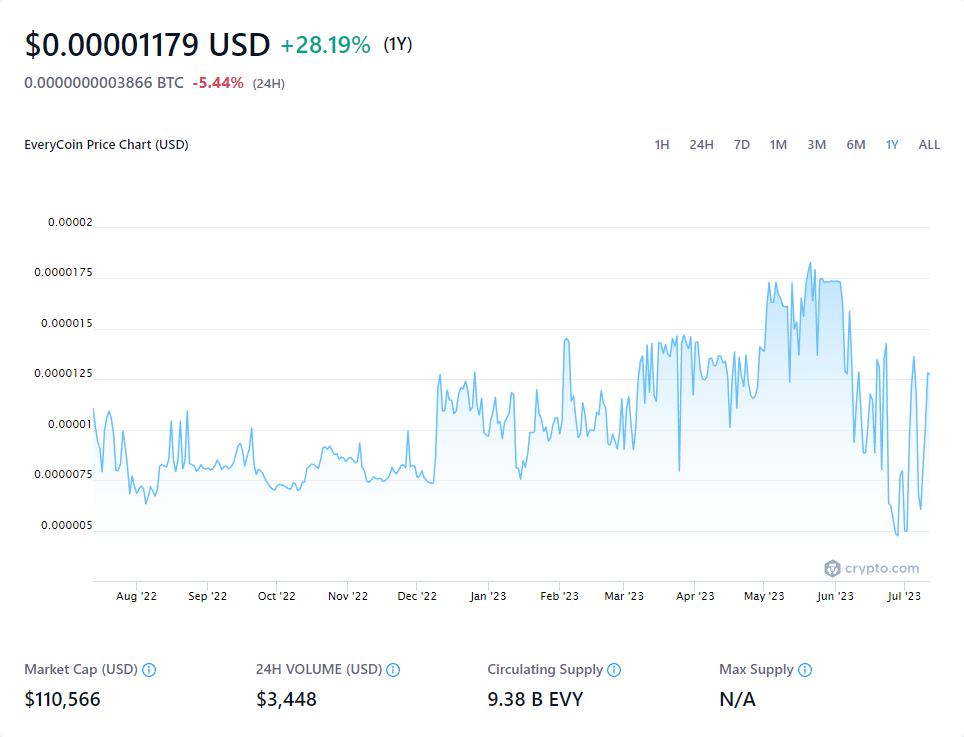 $0.00001179 USD +28.19% (1Y)
0.0000000003866 BTC -5.44% (24H)
EveryCoin Price Chart (USD) 1H 24H 7D 1M 3M 6M 1Y ALL
0.00002
0.0000175
0.000015
0.0000125
0.00001
0.0000075
0.000005
crypto.com
Aug '22 Sep '22 Oct '22 Nov '22 Dec '22 Jan '23 Feb '23 Mar '23 Apr '23 May '23 Jun '23 Jul '23
Market Cap (USD) 24H VOLUME (USD) Circulating Supply Max Supply
$110,566 $3,448 9.38 B EVY N/A